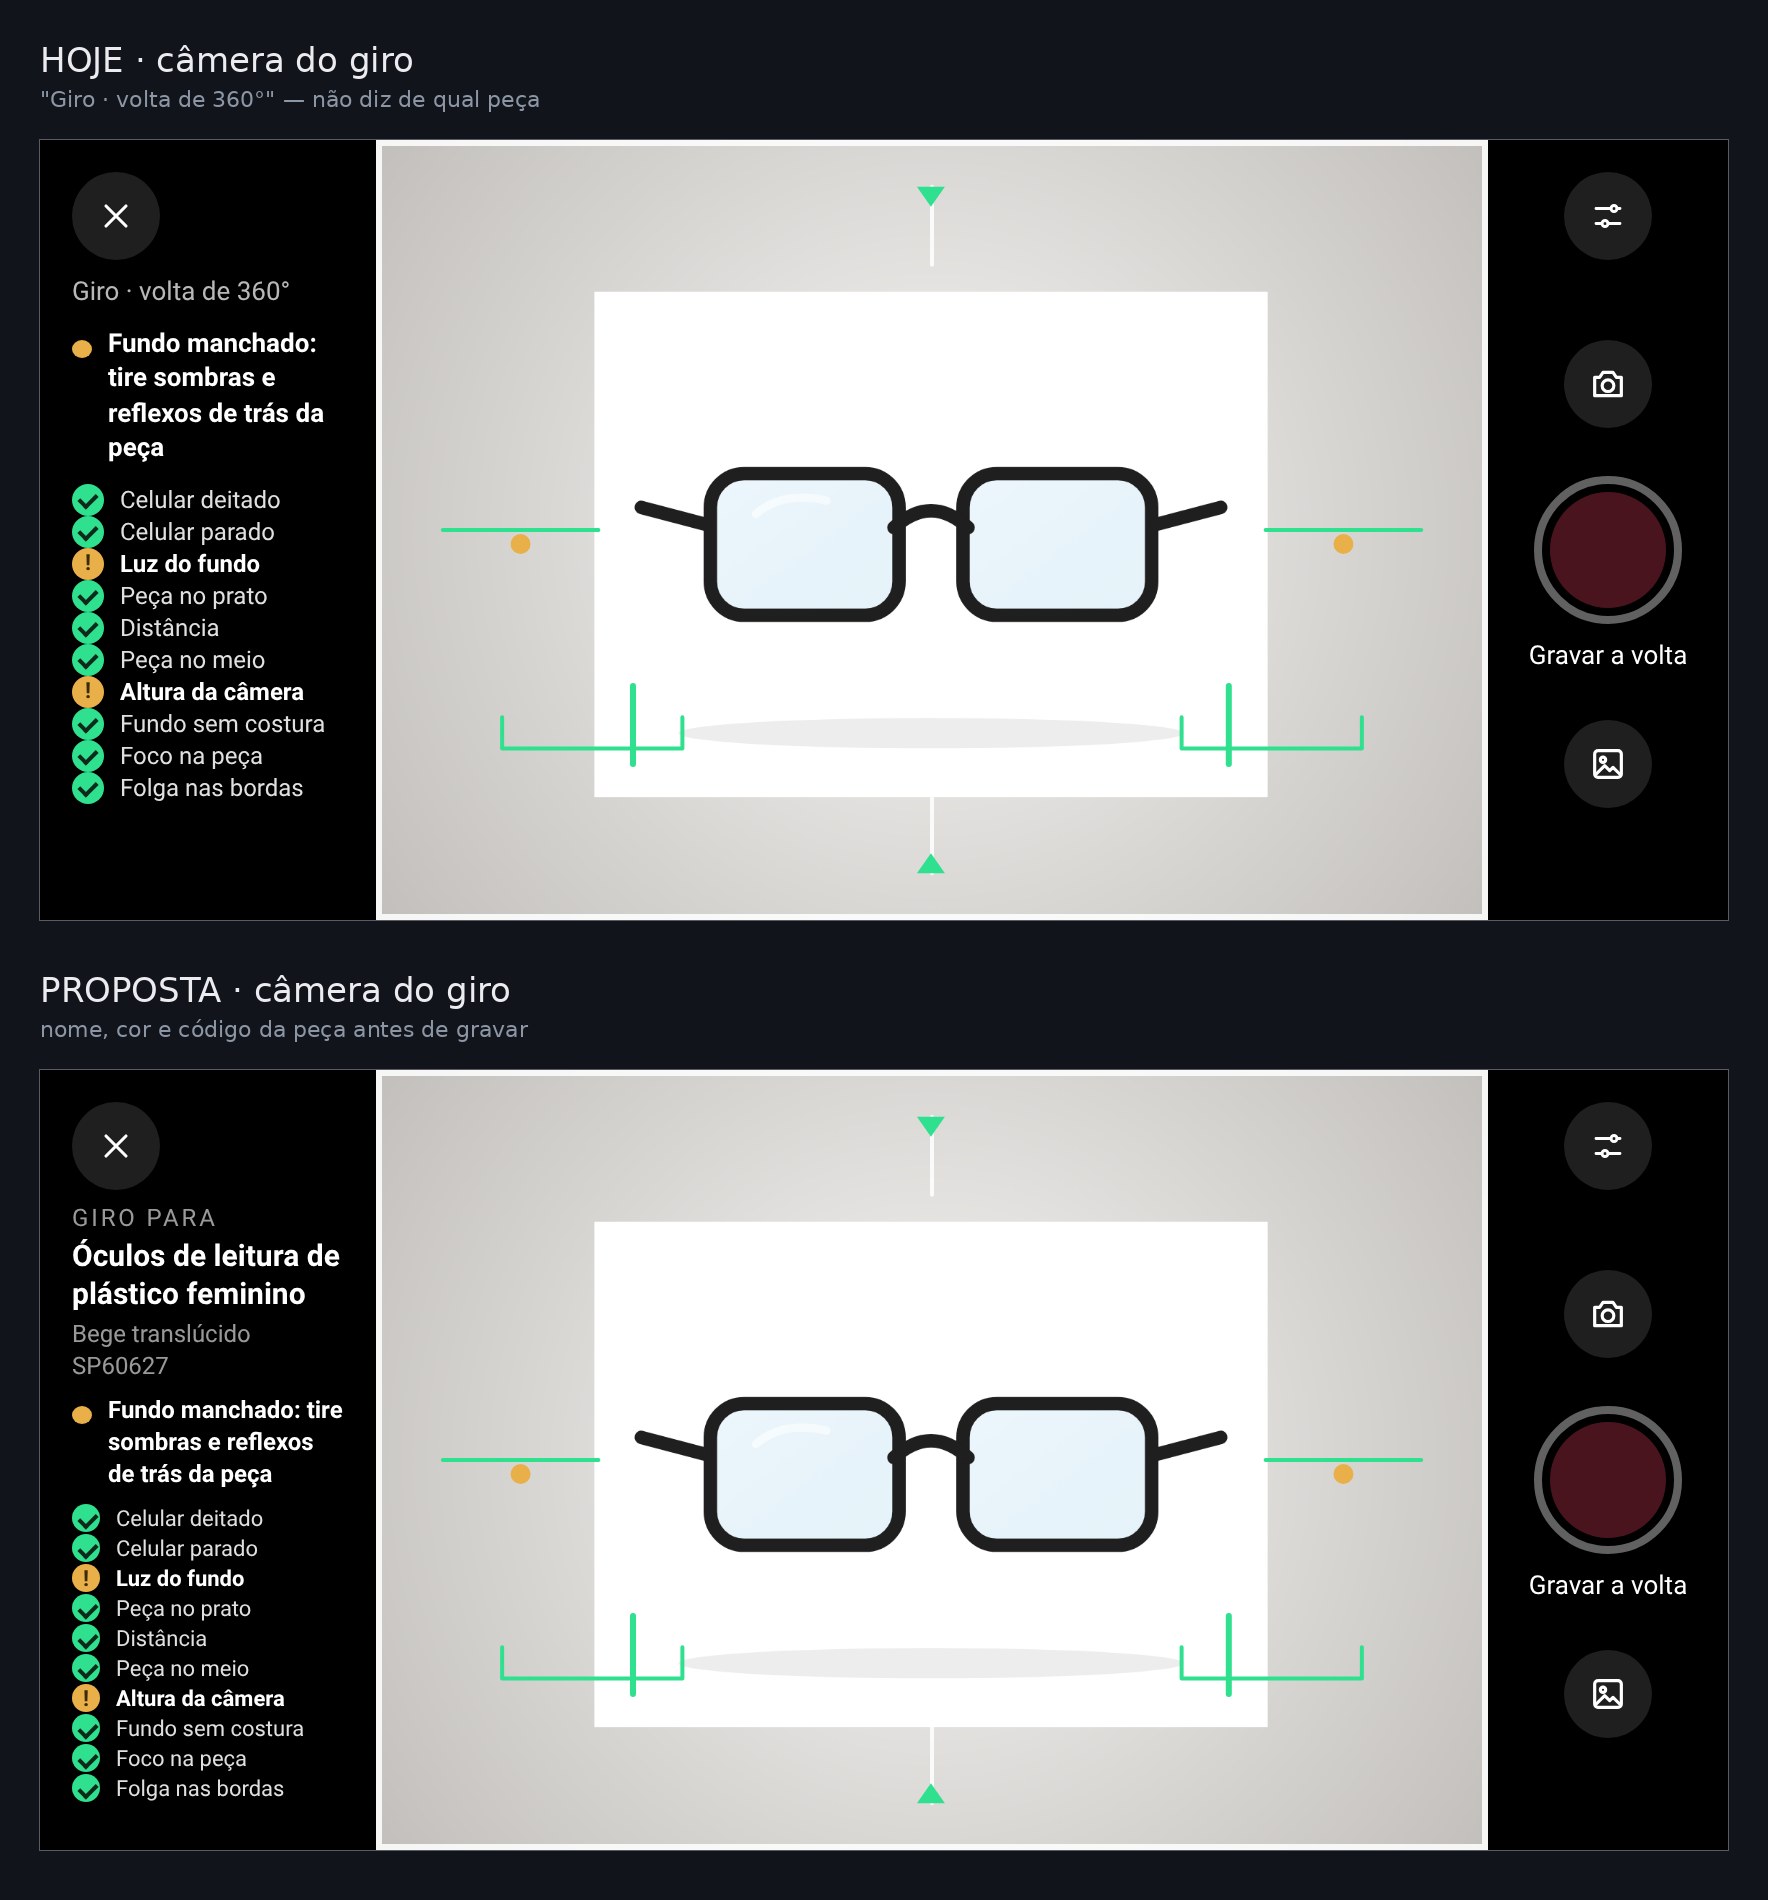 HOJE · câmera do giro
"Giro · volta de 360°" — não diz de qual peça
Giro · volta de 360°
Fundo manchado:
tire sombras e
reflexos de trás da
peça
Celular deitado
Celular parado
! Luz do fundo
Peça no prato
Distância
Peça no meio
! Altura da câmera
Fundo sem costura
Foco na peça
Folga nas bordas
Gravar a volta
PROPOSTA · câmera do giro
nome, cor e código da peça antes de gravar
GIRO PARA
Óculos de leitura de
plástico feminino
Bege translúcido
SP60627
Fundo manchado: tire
sombras e reflexos
de trás da peça
Celular deitado
Celular parado
! Luz do fundo
Peça no prato
Distância
Peça no meio
! Altura da câmera
Fundo sem costura
Foco na peça
Folga nas bordas
Gravar a volta